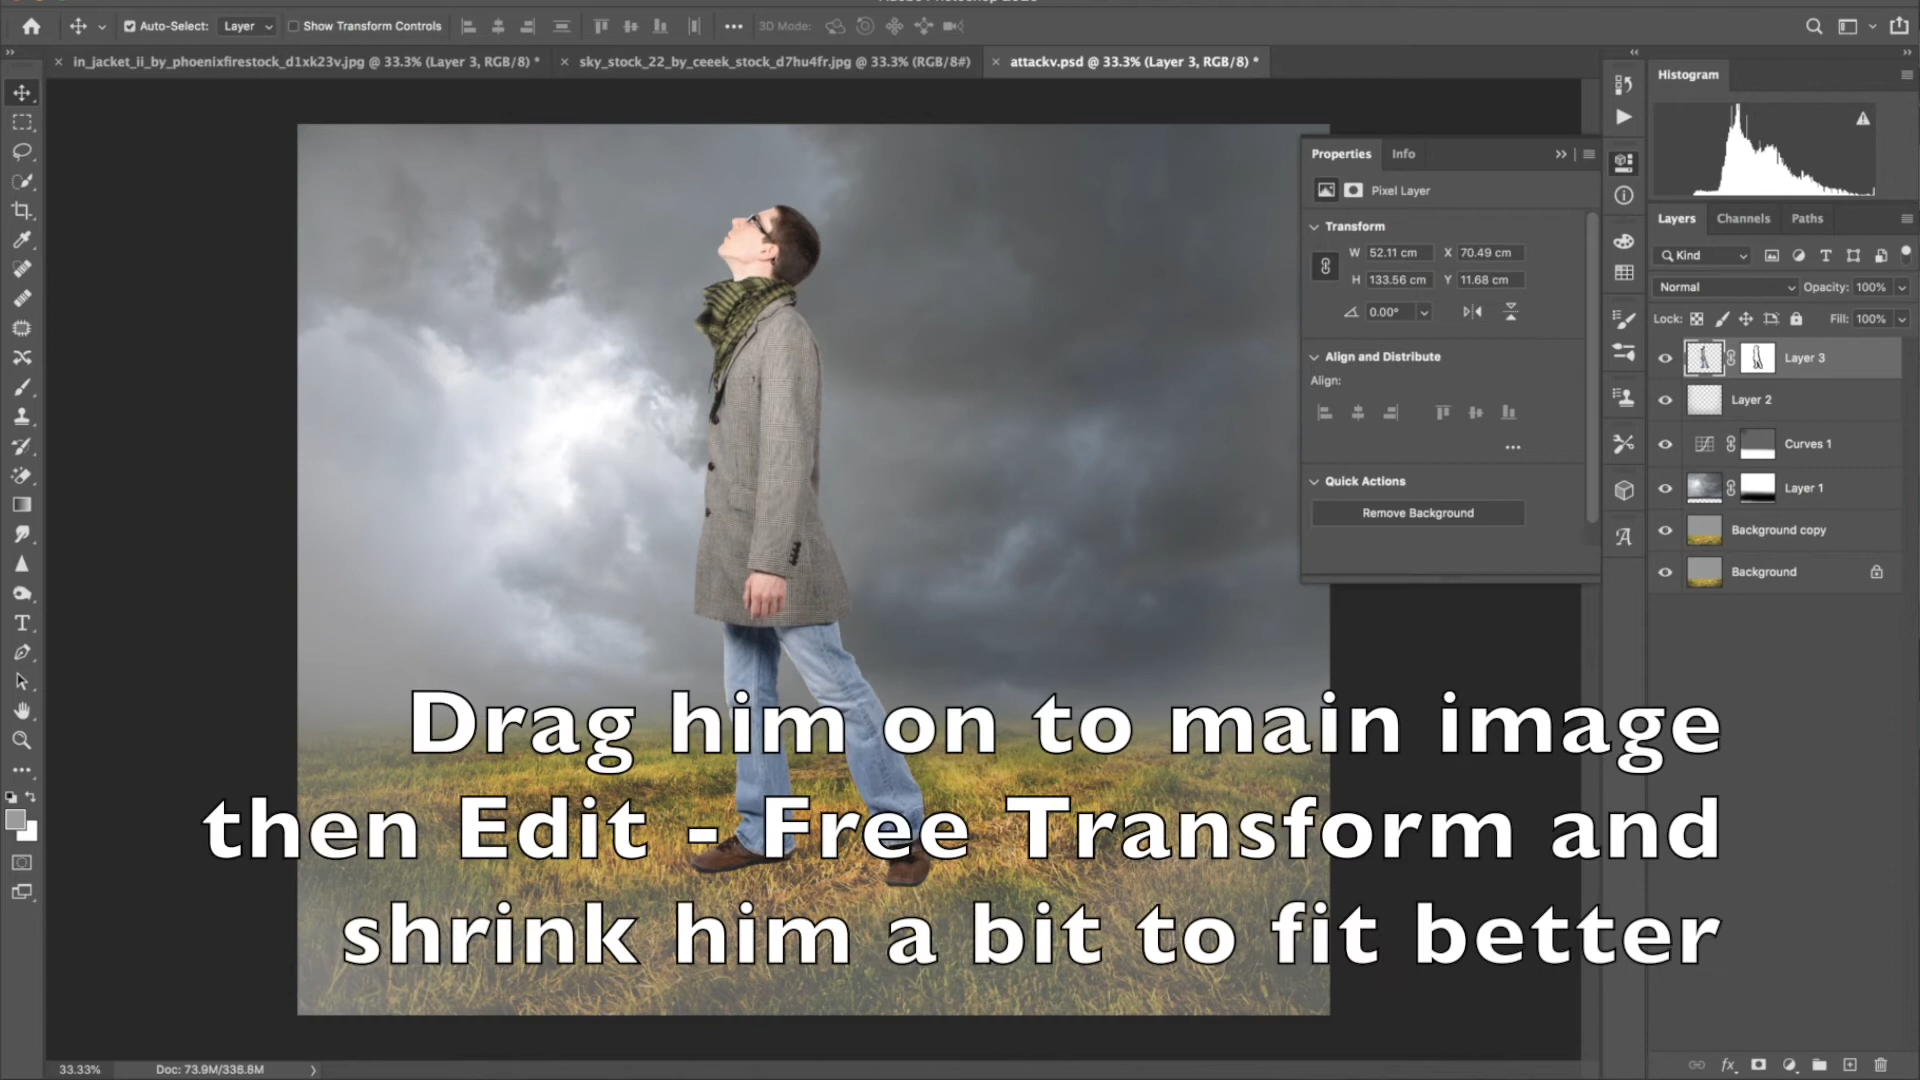 Auto-Select: Layer Show Transform Controls 3D Mode:
in_jacket_ii_by_phoenixfirestock_d1xk23v.jpg @ 33.3% (Layer 3, RGB/8) * sky_stock_22_by_ceeek_stock_d7hu4fr.jpg @ 33.3% (RGB/8#) attackv.psd @ 33.3% (Layer 3, RGB/8) *
Histogram
Properties Info
Pixel Layer
Transform
W 52.11 cm X 70.49 cm
H 133.56 cm Y 11.68 cm
0.00°
Align and Distribute
Align:
Quick Actions
Remove Background
Layers Channels Paths
Kind
Normal Opacity: 100%
Lock: Fill: 100%
Layer 3
Layer 2
Curves 1
Layer 1
Background copy
Background
Drag him on to main image
then Edit - Free Transform and
shrink him a bit to fit better
33.33% Doc: 73.9M/338.8M